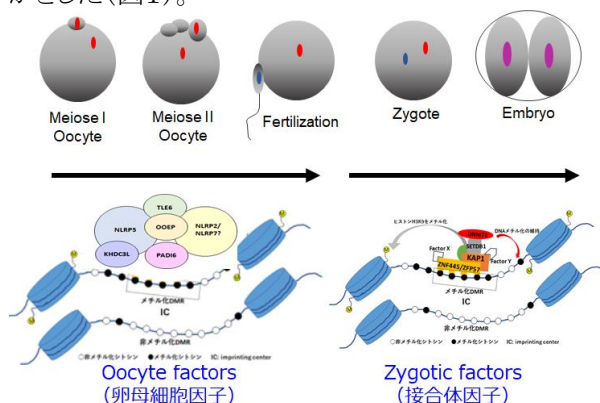 かとした(図1)。
Meiose I
Oocyte
Meiose II
Oocyte
Fertilization
Zygote
Embryo
TLE6
NLRP5
OOEP
NLRP2/
NLRP7?
KHDC3L
PADI6
メチル化DMR
IC
非メチル化DMR
○非メチル化シトシン ●メチル化シトシン IC: imprinting center
Oocyte factors
(卵母細胞因子)
ヒストンH3K9をメチル化
DNAメチル化の維持
SETDB1
Factor X
KAP1
Factor Y
ZNF445/ZFP57
メチル化DMR
IC
非メチル化DMR
○非メチル化シトシン ●メチル化シトシン IC: imprinting center
Zygotic factors
(接合体因子)